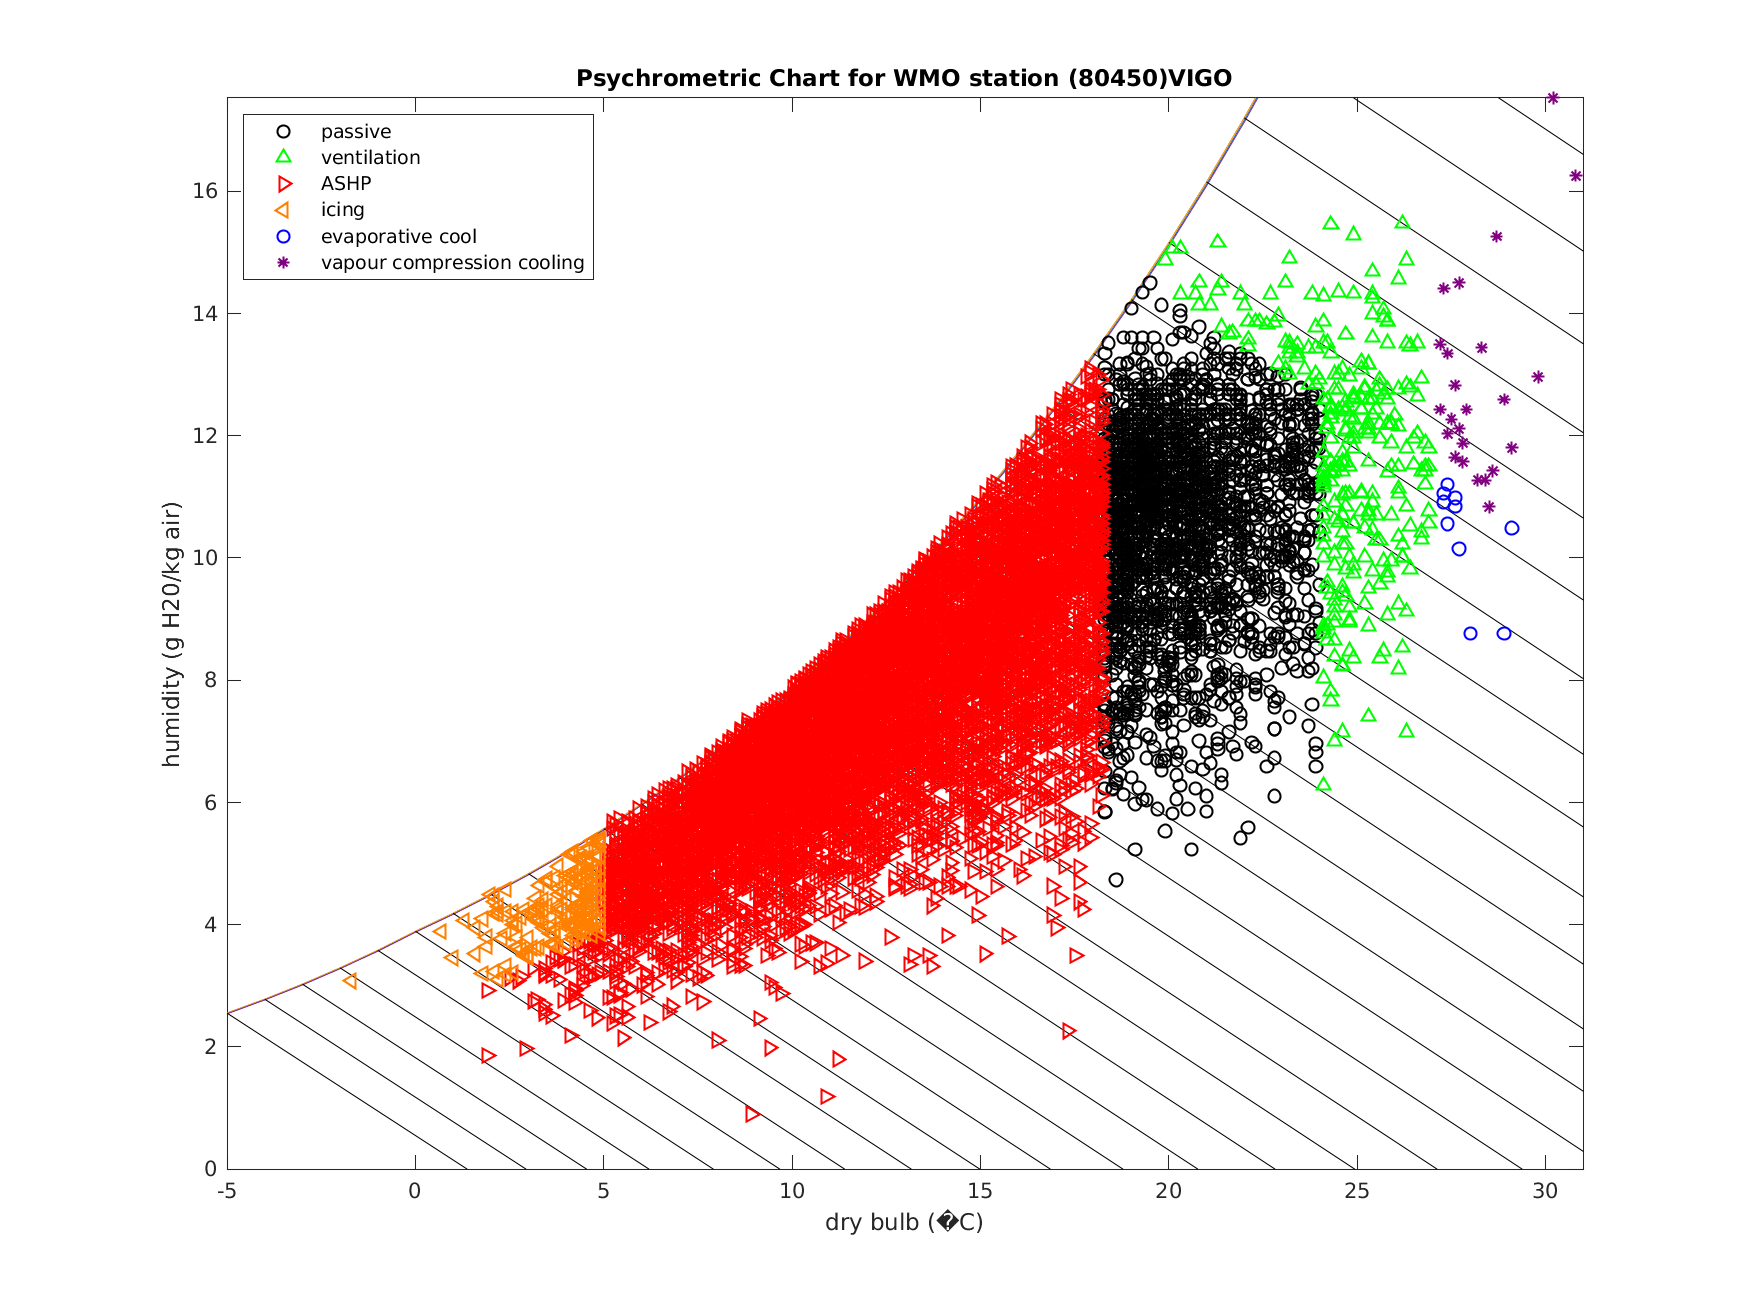 Psychrometric Chart for WMO station (80450)VIGO
passive
ventilation
ASHP
icing
evaporative cool
vapour compression cooling
humidity (g H20/kg air)
16
14
12
10
8
6
4
2
0
-5 0 5 10 15 20 25 30
dry bulb (�C)